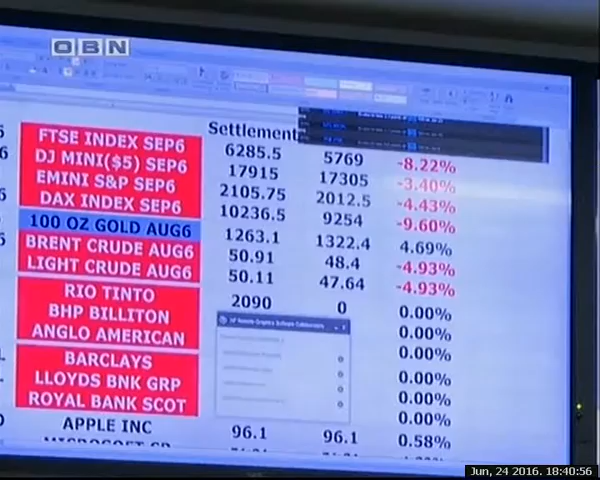 OBN
Settlement
FTSE INDEX SEP6 6285.5 5769 -8.22%
DJ MINI($5) SEP6 17915 17305 -3.40%
EMINI S&P SEP6 2105.75 2012.5 -4.43%
DAX INDEX SEP6 10236.5 9254 -9.60%
100 OZ GOLD AUG6 1263.1 1322.4 4.69%
BRENT CRUDE AUG6 50.91 48.4 -4.93%
LIGHT CRUDE AUG6 50.11 47.64 -4.93%
RIO TINTO 2090 0 0.00%
BHP BILLITON 0.00%
ANGLO AMERICAN 0.00%
BARCLAYS 0.00%
LLOYDS BNK GRP 0.00%
ROYAL BANK SCOT 0.00%
APPLE INC 96.1 96.1 0.58%
Jun, 24 2016. 18:40:56